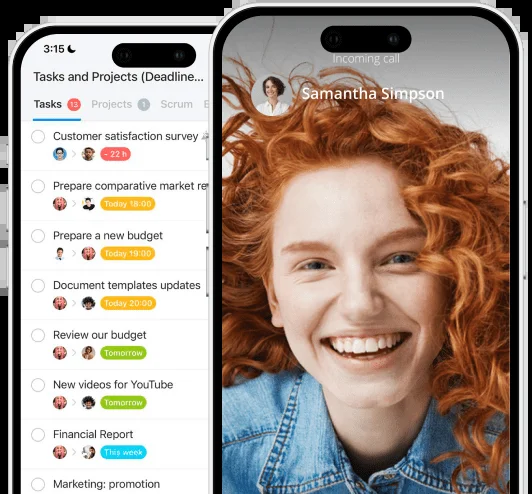 3:15
Tasks and Projects (Deadline...
Tasks 13 Projects 1 Scrum
Customer satisfaction survey
- 22 h
Prepare comparative market re
Today 18:00
Prepare a new budget
Today 19:00
Document templates updates
Today 20:00
Review our budget
Tomorrow
New videos for YouTube
Tomorrow
Financial Report
This week
Marketing: promotion
Incoming call
Samantha Simpson